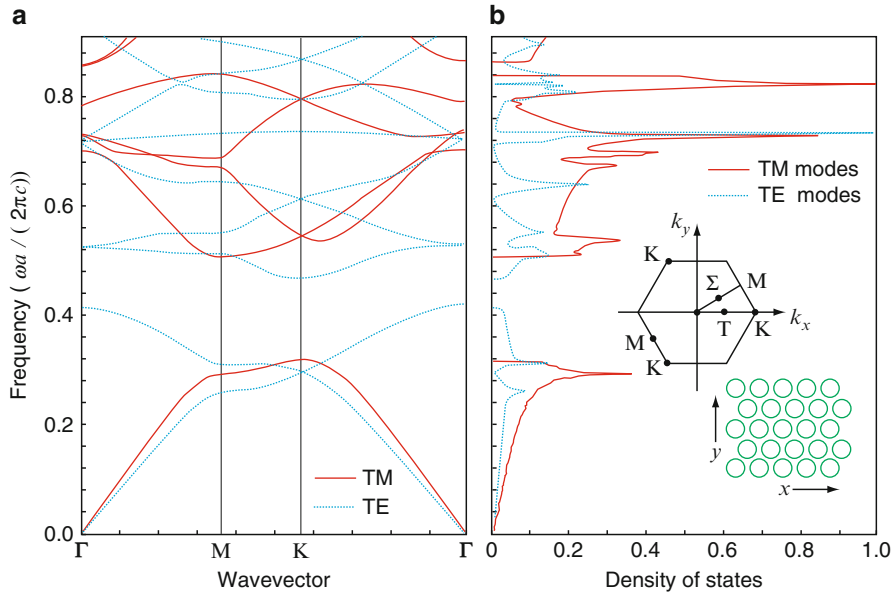 a
Frequency ( ωa / ( 2πc))
0.8
0.6
0.4
0.2
0.0
TM
TE
Γ
M
K
Γ
Wavevector
b
TM modes
TE modes
k_y
K
M
Σ
T
K
k_x
M
K
y
x
0
0.2
0.4
0.6
0.8
1.0
Density of states